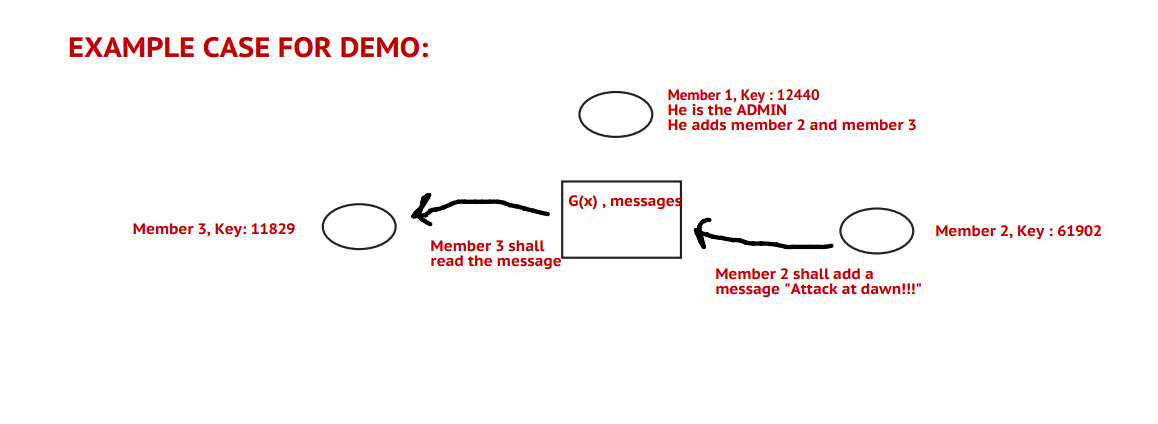 EXAMPLE CASE FOR DEMO:
Member 1, Key : 12440
He is the ADMIN
He adds member 2 and member 3
G(x) , messages
Member 3, Key: 11829
Member 2, Key : 61902
Member 3 shall
read the message
Member 2 shall add a
message "Attack at dawn!!!"